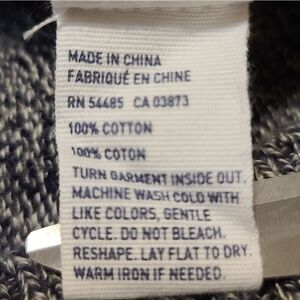 MADE IN CHINA
FABRIQUÉ EN CHINE
RN 54485 CA 03873
100% COTTON
100% COTON
TURN GARMENT INSIDE OUT
MACHINE WASH COLD WITH
LIKE COLORS, GENTLE
CYCLE. DO NOT BLEACH.
RESHAPE. LAY FLAT TO DRY.
WARM IRON IF NEEDED.